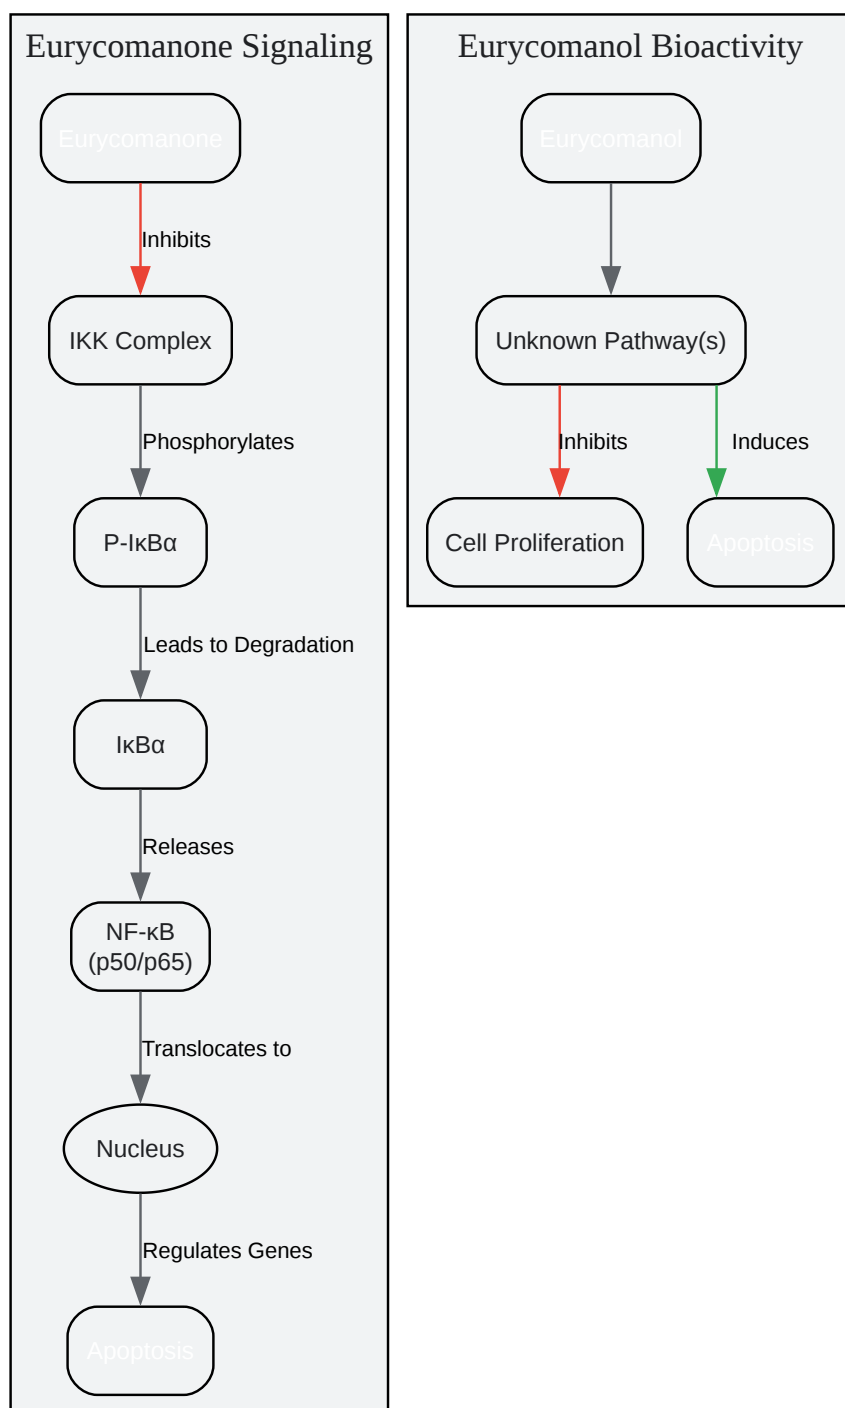 Eurycomanone Signaling
Eurycomanone
Inhibits
IKK Complex
Phosphorylates
P-IκBα
Leads to Degradation
IκBα
Releases
NF-κB
(p50/p65)
Translocates to
Nucleus
Regulates Genes
Apoptosis
Eurycomanol Bioactivity
Eurycomanol
Unknown Pathway(s)
Inhibits
Induces
Cell Proliferation
Apoptosis